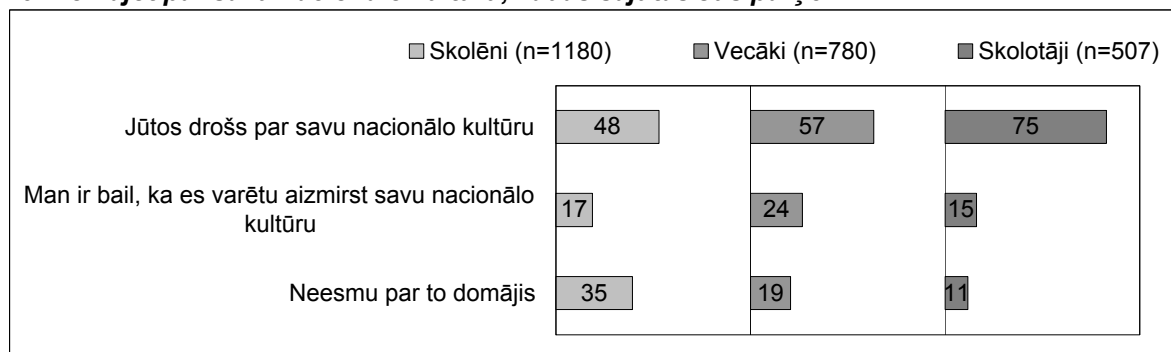 Skolēni (n=1180) Vecāki (n=780) Skolotāji (n=507)
Jūtos drošs par savu nacionālo kultūru 48 57 75
Man ir bail, ka es varētu aizmirst savu nacionālo
kultūru 17 24 15
Neesmu par to domājis 35 19 11